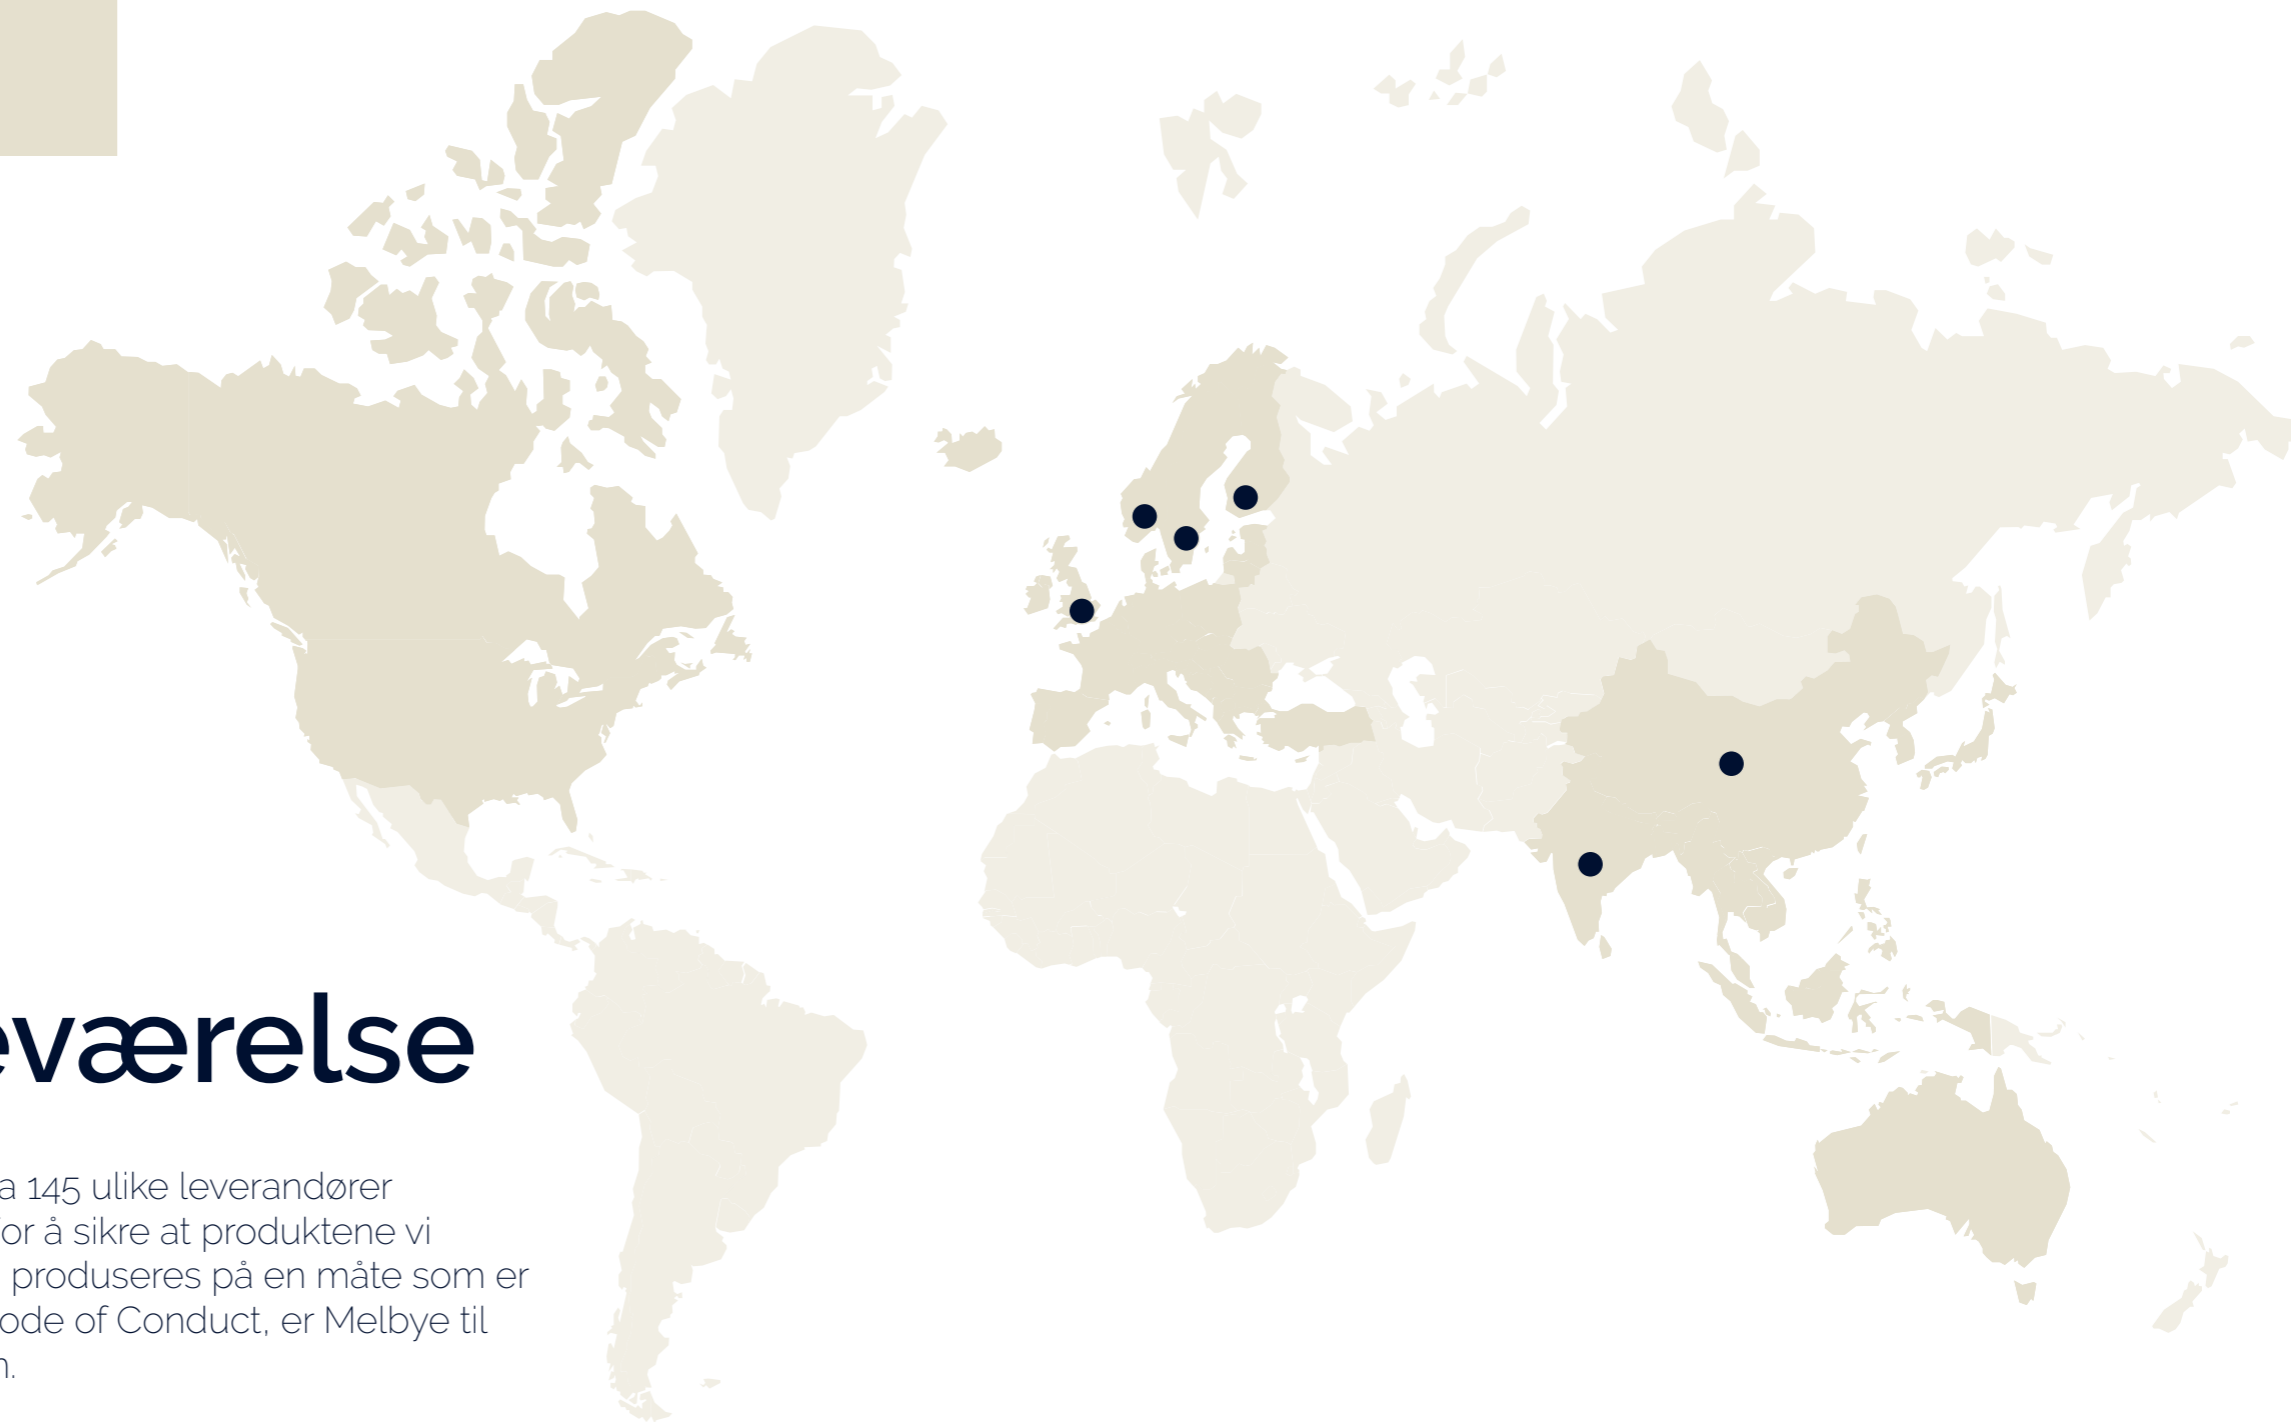 værelse
145 ulike leverandører
or å sikre at produktene vi
produseres på en måte som er
ode of Conduct, er Melbye til